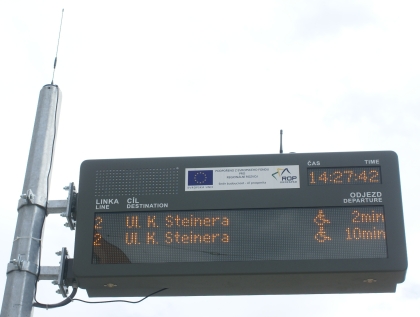 ČAS TIME
14:27:42
ROP
LINKA CÍL ODJEZD
LINE DESTINATION DEPARTURE
2 Ul. K. Steinera 2min
2 Ul. K. Steinera 10min